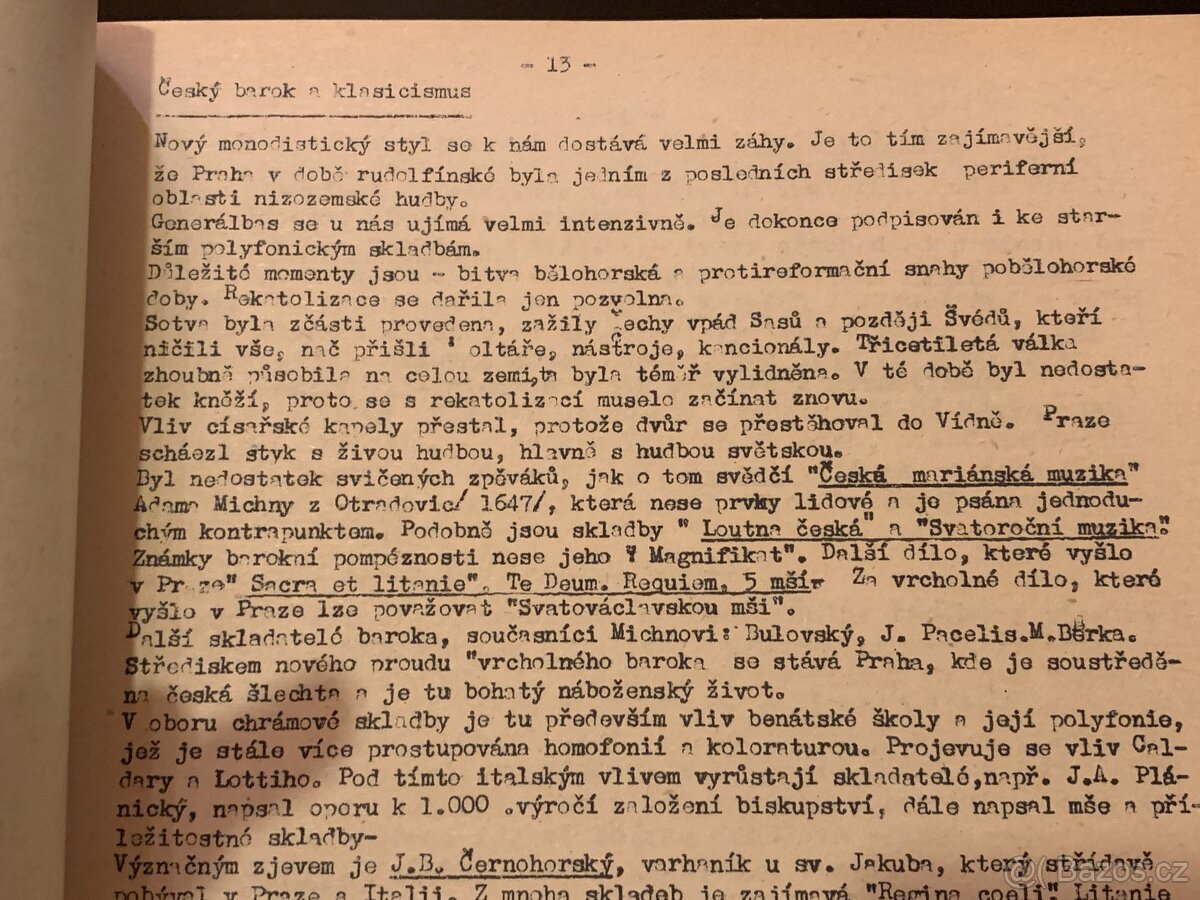 - 13 -
Český barok a klasicismus
Nový monodistický styl se k nám dostává velmi záhy. Je to tím zajímavější,
že Praha v době rudolfínské byla jedním z posledních středisek periferní
oblasti nizozemské hudby.
Generálbas se u nás ujímá velmi intenzivně. Je dokonce podpisován i ke star-
ším polyfonickým skladbám.
Důležité momenty jsou - bitva bělohorská a protireformační snahy pobělohorské
doby. Rekatolizace se dařila jen pozvolna.
Sotva byla zčásti provedena, zažily Čechy vpád Sasů a později Švédů, kteří
ničili vše, nač přišli ' oltáře, nástroje, kancionály. Třicetiletá válka
zhoubně působila na celou zemi,ta byla téměř vylidněna. V té době byl nedosta-
tek kněží, proto se s rekatolizací muselo začínat znovu.
Vliv císařské kapely přestal, protože dvůr se přestěhoval do Vídně. Praze
scháezl styk s živou hudbou, hlavně s hudbou světskou.
Byl nedostatek svičených zpěváků, jak o tom svědčí "Česká mariánská muzika"
Adama Michny z Otradovic/ 1647/, která nese prvky lidové a je psána jednodu-
chým kontrapunktem. Podobně jsou skladby " Loutna česká" a "Svatoroční muzika"
Známky barokní pompéznosti nese jeho " Magnifikat". Další dílo, které vyšlo
v Praze" Sacra et litanie". Te Deum. Requiem, 5 mší- Za vrcholné dílo, které
vyšlo v Praze lze považovat "Svatováclavskou mši".
Další skladatelé baroka, současníci Michnovi: Bulovský, J. Pacelis.M.Berka.
Střediskem nového proudu "vrcholného baroka se stává Praha, kde je soustředě-
na česká šlechta a je tu bohatý náboženský život.
V oboru chrámové skladby je tu především vliv benátské školy a její polyfonie,
jež je stále více prostupována homofonií a koloraturou. Projevuje se vliv Cal-
dary a Lottiho. Pod tímto italským vlivem vyrůstají skladatelé,např. J.A. Plá-
nický, napsal operu k 1.000 .výročí založení biskupství, dále napsal mše a pří-
ležitostné skladby-
Význačným zjevem je J.B. Černohorský, varhaník u sv. Jakuba, který střídavě
pobýval v Praze a Italii. Z mnoha skladeb je zajímavá "Regina coeli" Litanie
Bazos.cz